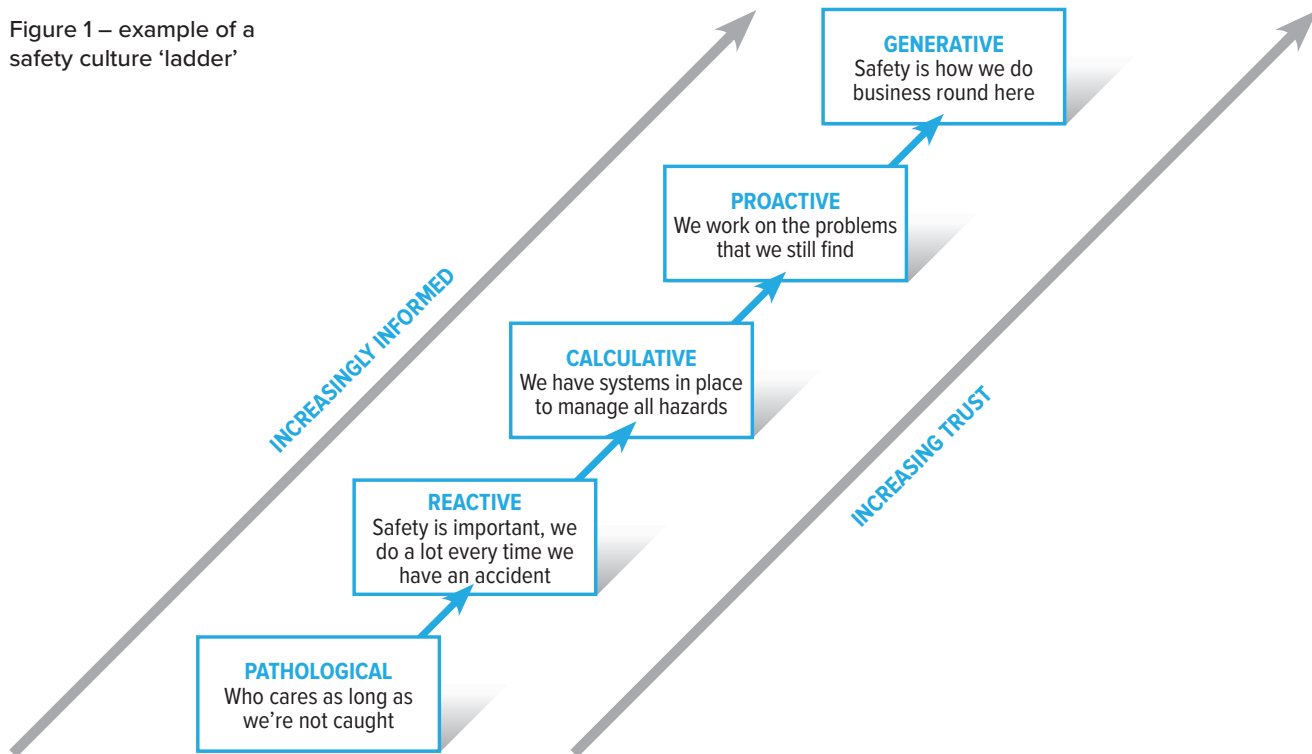 Figure 1 – example of a
safety culture ‘ladder’
GENERATIVE
Safety is how we do
business round here
PROACTIVE
We work on the problems
that we still find
INCREASINGLY INFORMED
CALCULATIVE
We have systems in place
to manage all hazards
INCREASING TRUST
REACTIVE
Safety is important, we
do a lot every time we
have an accident
PATHOLOGICAL
Who cares as long as
we’re not caught